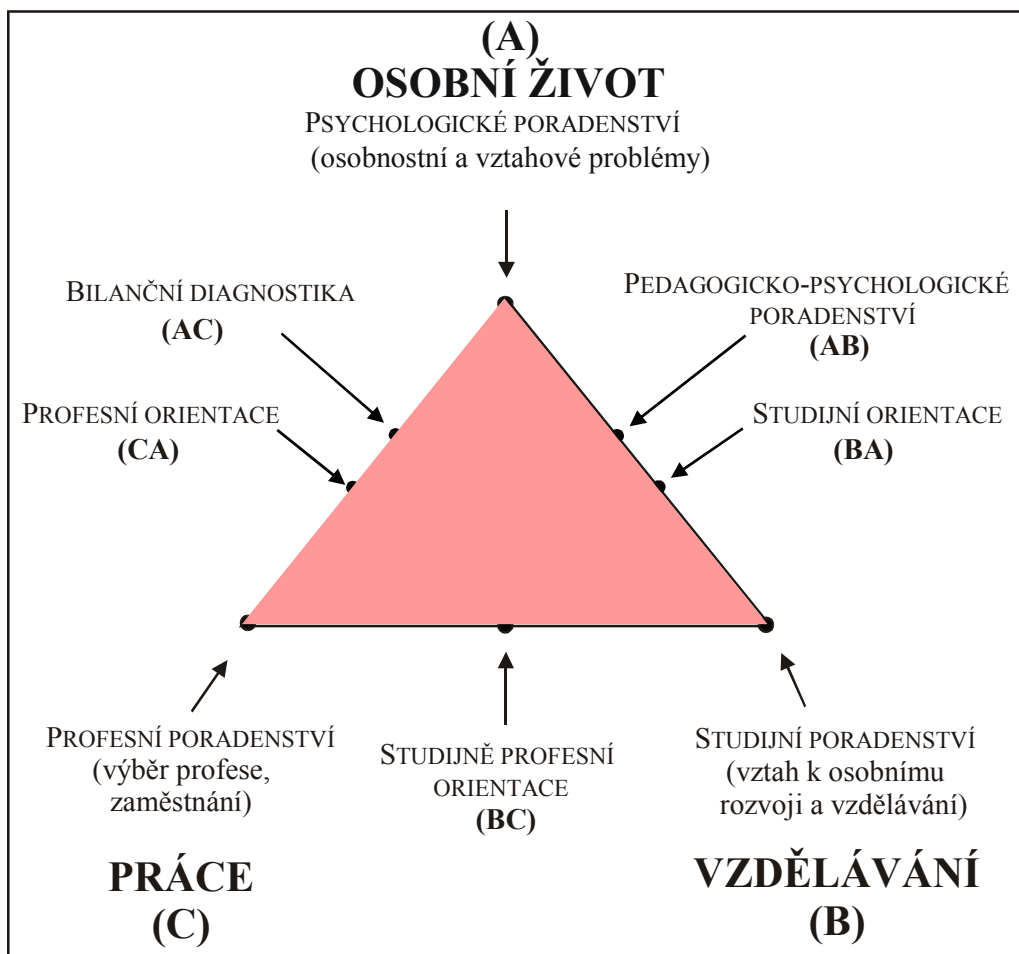 (A)
OSOBNÍ ŽIVOT
PSYCHOLOGICKÉ PORADENSTVÍ
(osobnostní a vztahové problémy)
BILANČNÍ DIAGNOSTIKA
(AC)
PEDAGOGICKO-PSYCHOLOGICKÉ
PORADENSTVÍ
(AB)
PROFESNÍ ORIENTACE
(CA)
STUDIJNÍ ORIENTACE
(BA)
PROFESNÍ PORADENSTVÍ
(výběr profese,
zaměstnání)
STUDIJNĚ PROFESNÍ
ORIENTACE
(BC)
STUDIJNÍ PORADENSTVÍ
(vztah k osobnímu
rozvoji a vzdělávání)
PRÁCE
(C)
VZDĚLÁVÁNÍ
(B)